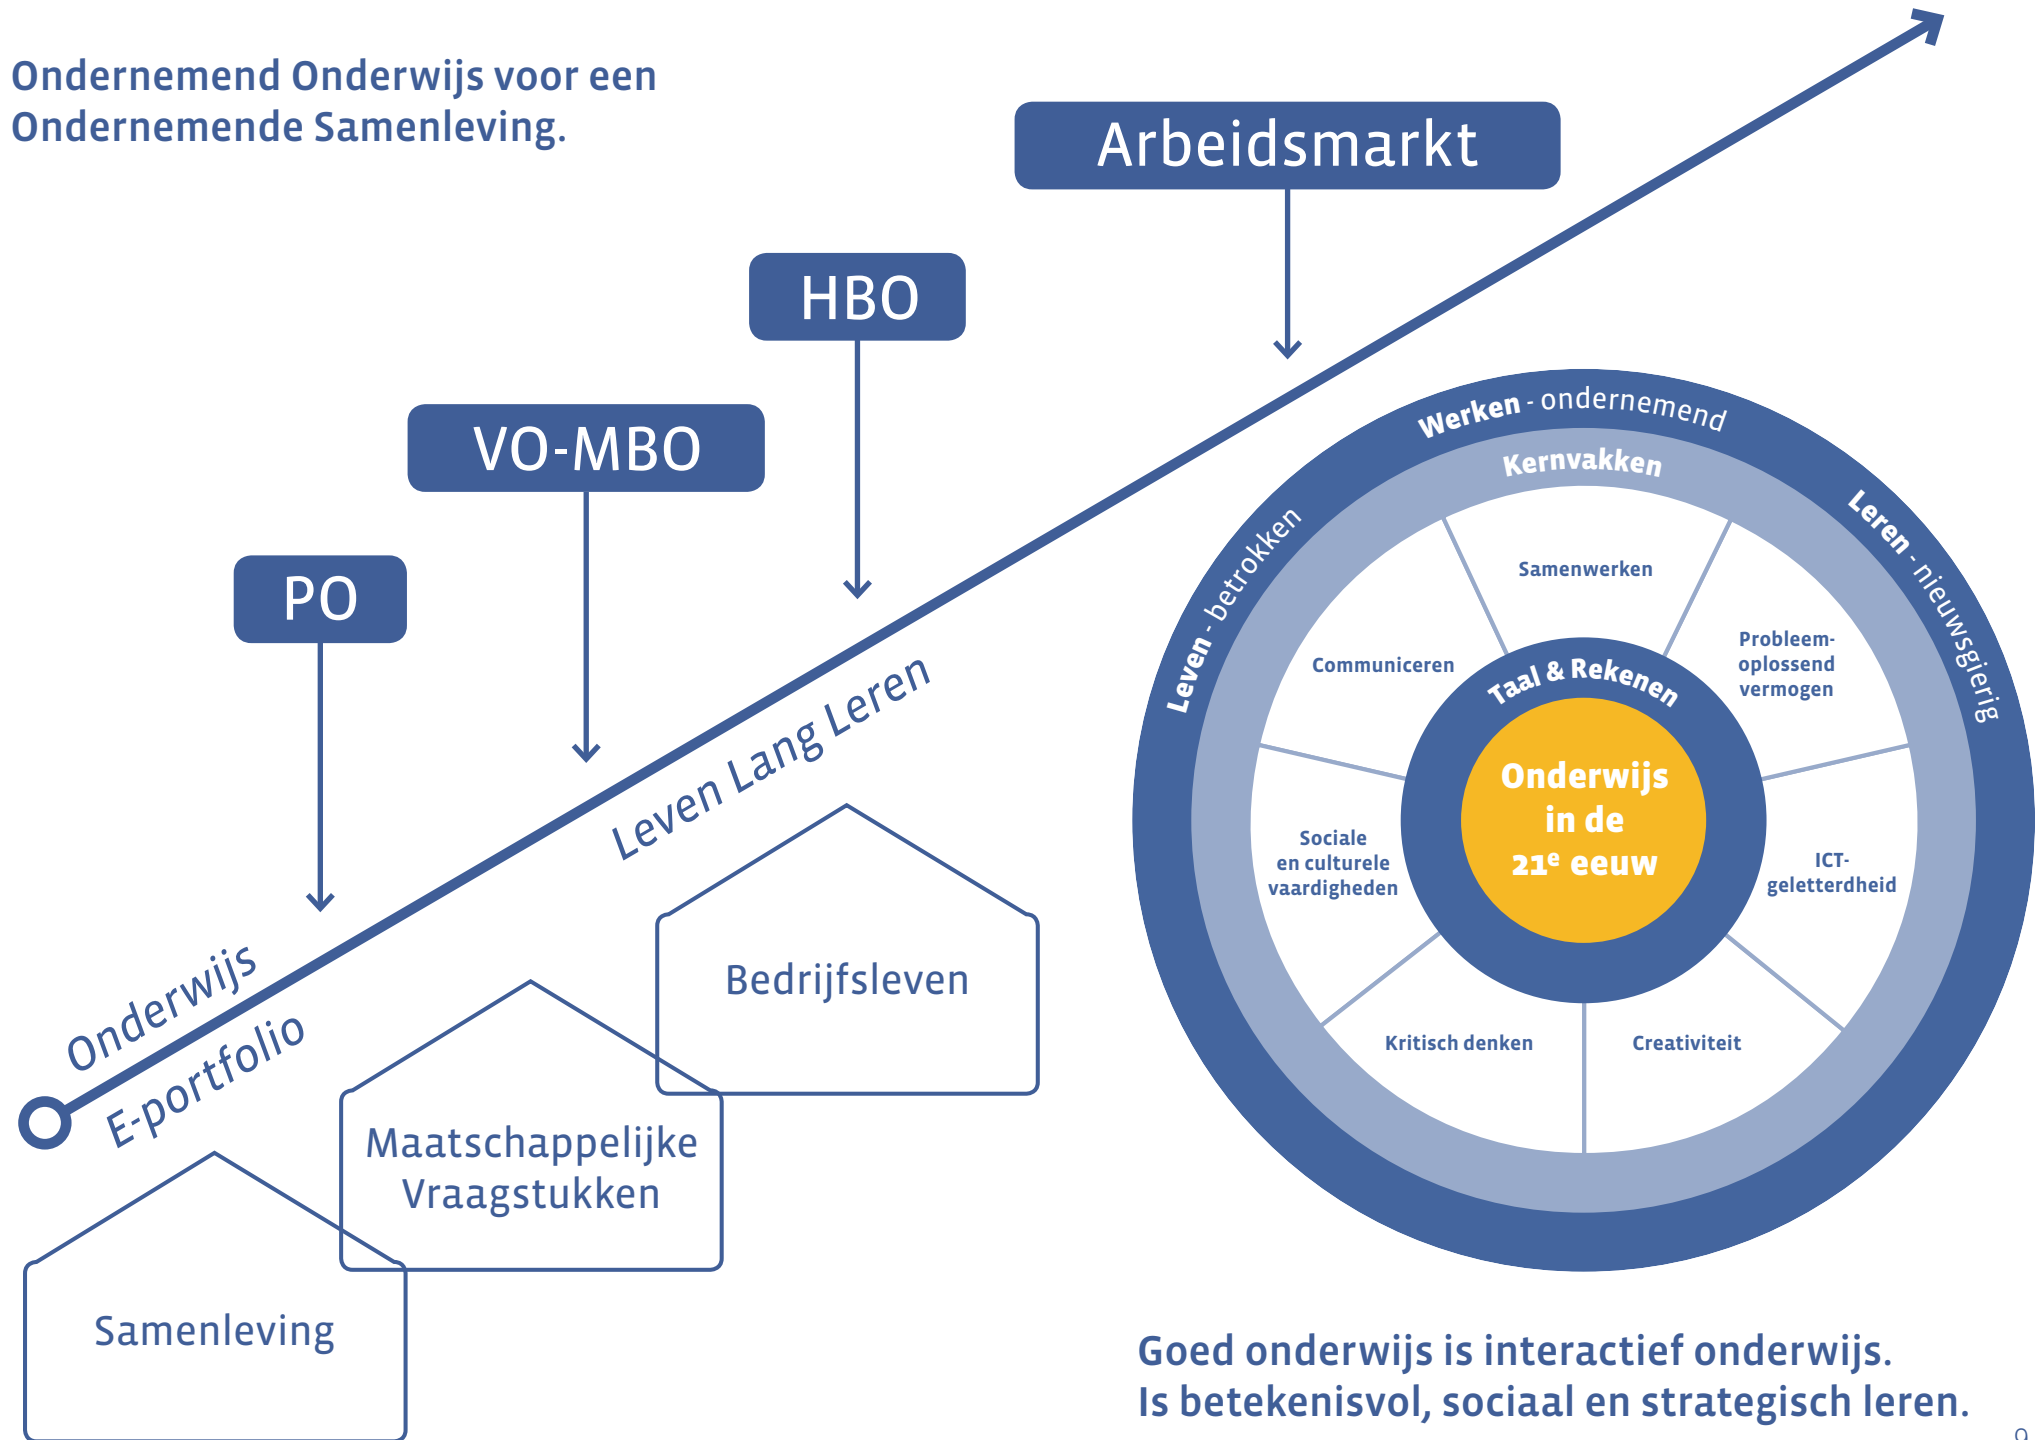 Ondernemend Onderwijs voor een
Ondernemende Samenleving.
Arbeidsmarkt
HBO
VO-MBO
PO
Onderwijs
E-portfolio
Leven Lang Leren
Bedrijfsleven
Maatschappelijke
Vraagstukken
Samenleving
Werken - ondernemend
Leven - betrokken
Leren - nieuwsgierig
Kernvakken
Samenwerken
Communiceren
Probleem-
oplossend
vermogen
Taal & Rekenen
Onderwijs
in de
21e eeuw
Sociale
en culturele
vaardigheden
ICT-
geletterdheid
Kritisch denken
Creativiteit
Goed onderwijs is interactief onderwijs.
Is betekenisvol, sociaal en strategisch leren.
9